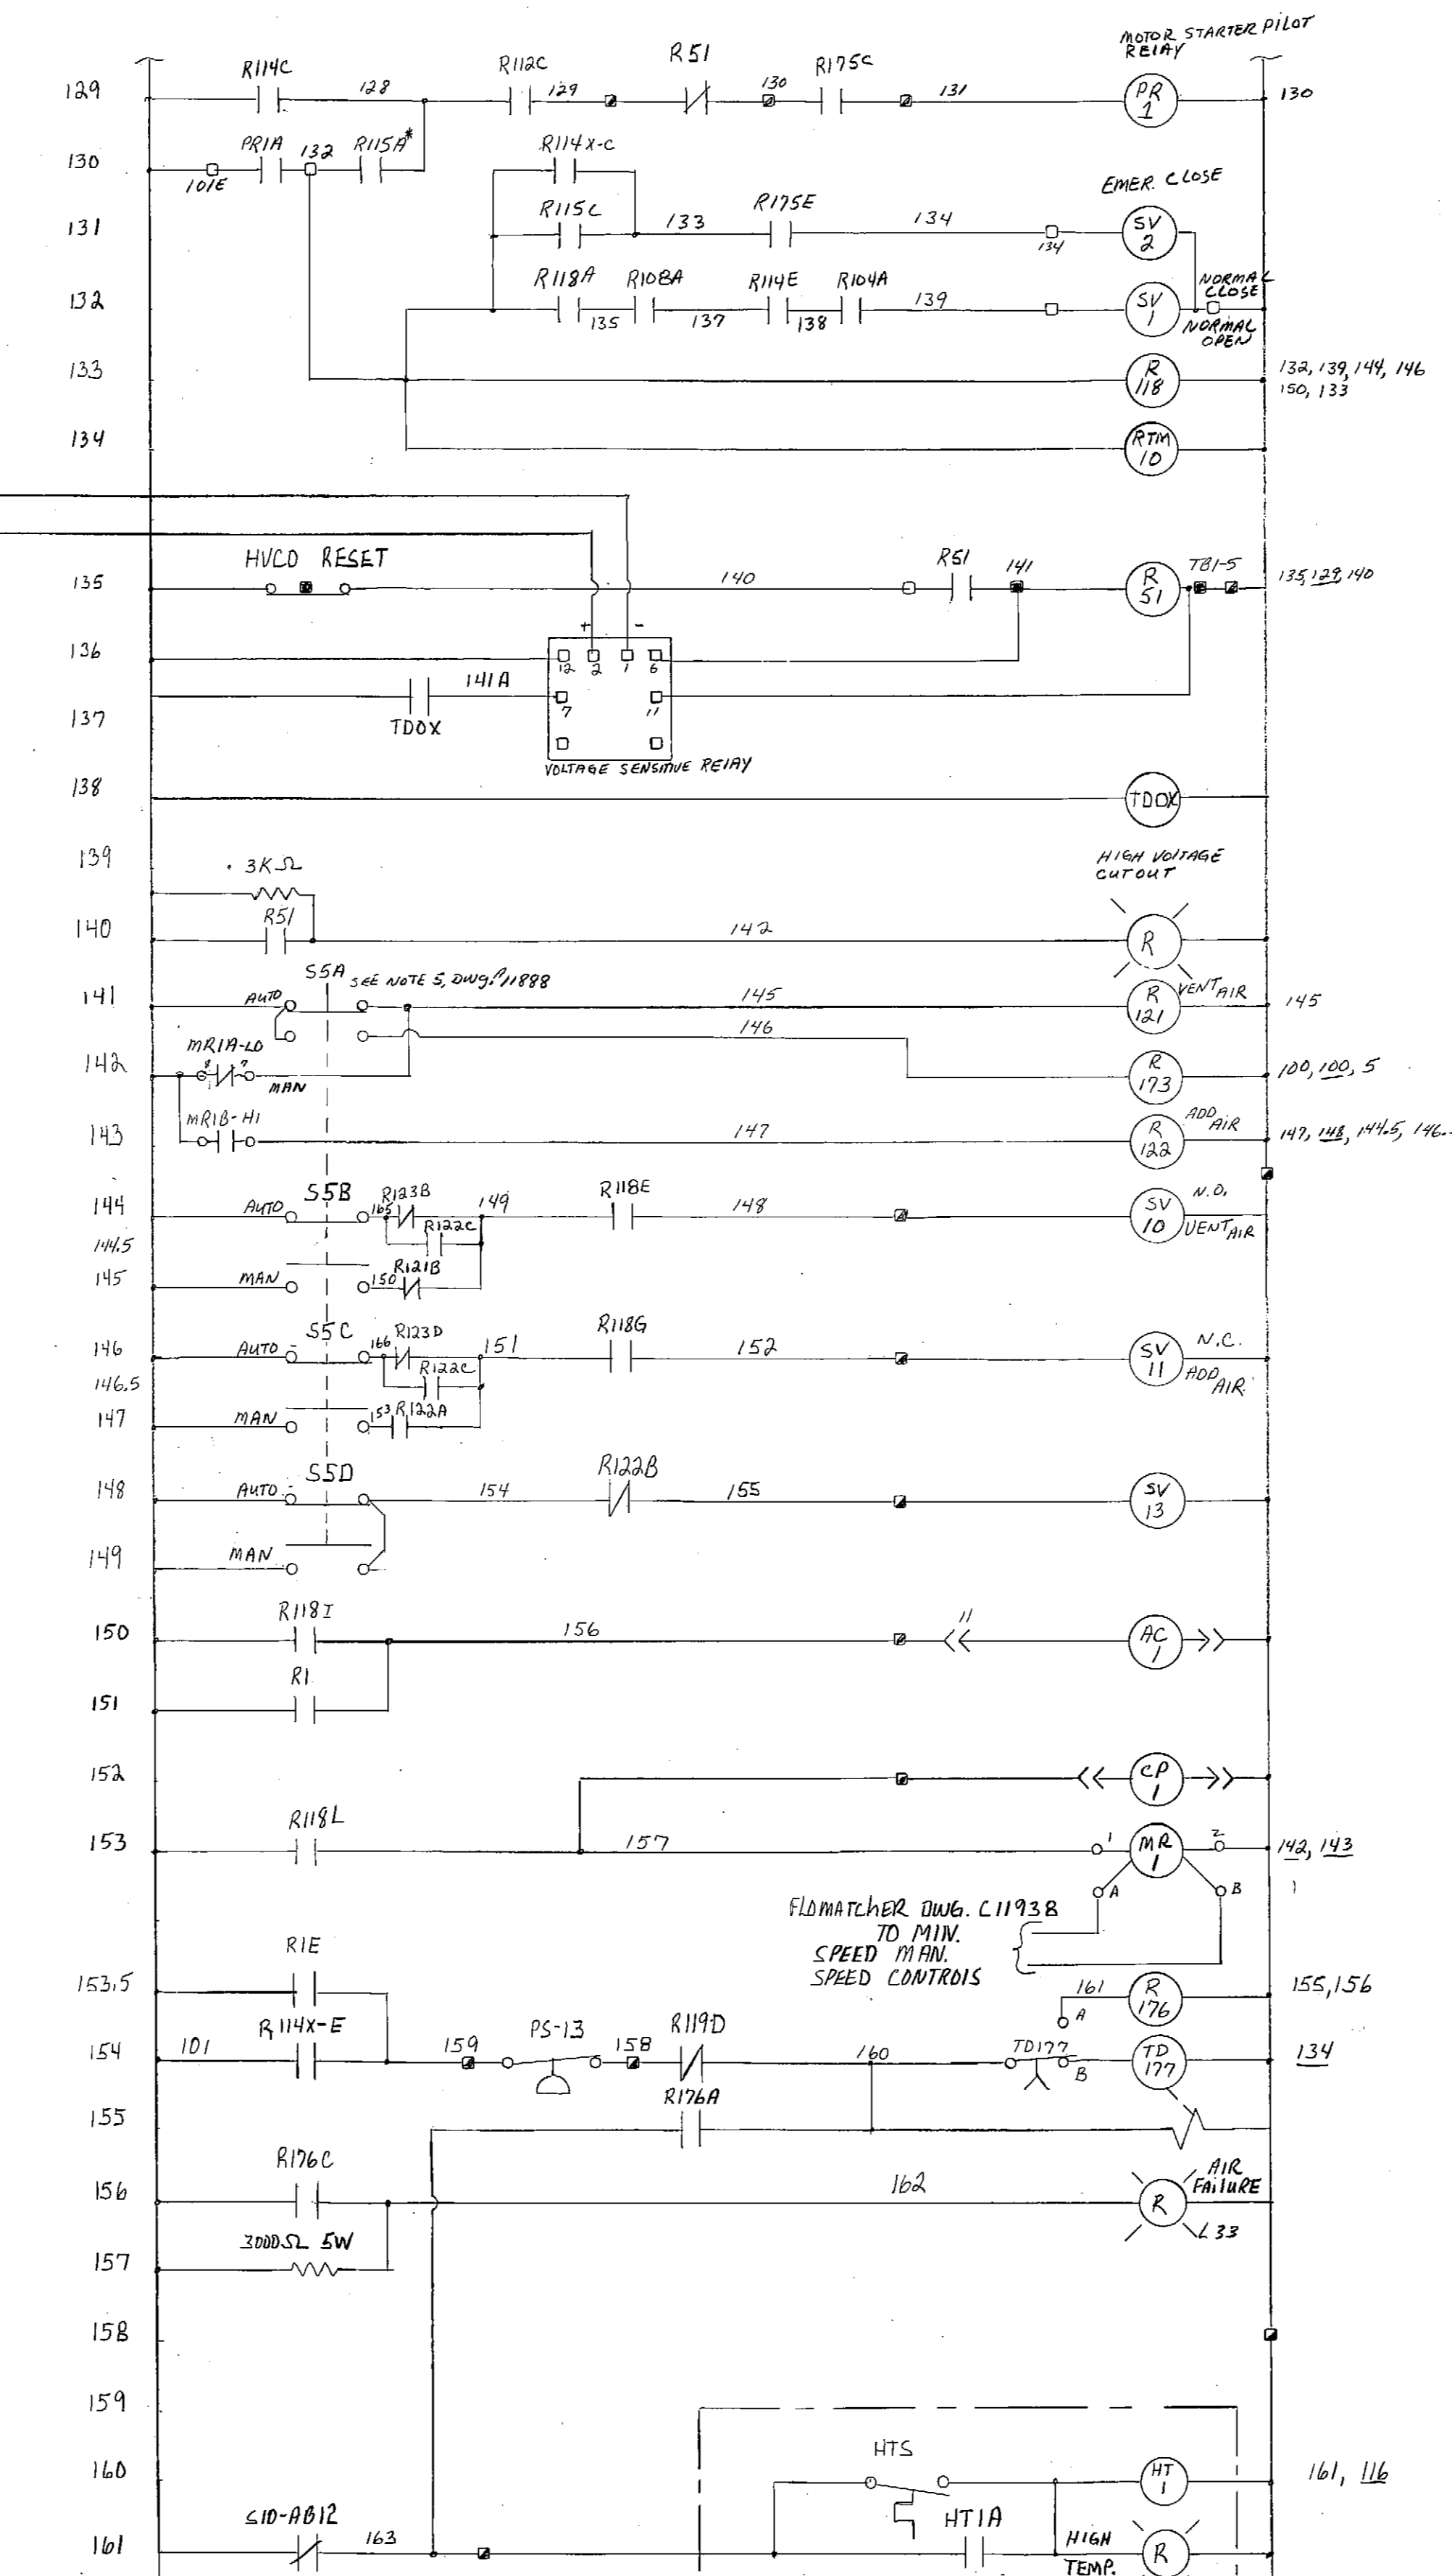 MOTOR STARTER PILOT
RELAY
129 R114C 128 R112C 129 R51 130 R175C 131 PR 1 130
130 101E PR1A 132 R115A* R114X-C
EMER. CLOSE
131 R115C 133 R175E 134 134 SV 2
132 R118A 135 R108A 137 R114E 138 R104A 139 SV 1 NORMAL CLOSE
NORMAL OPEN
133 R 118 132, 139, 144, 146
150, 133
134 RTM 10
HVCO RESET
135 140 R51 141 R 51 TB1-5 135, 129, 140
+ -
136 12 2 1 6
141A 7 11
137 TDOX
VOLTAGE SENSITIVE RELAY
138 TDOX
139 3KΩ HIGH VOLTAGE
CUTOUT
140 R51 142 R
S5A SEE NOTE 5, DWG. 11888
141 AUTO 145 R 121 VENT AIR 145
146
142 MR1A-LO 8 7 MAN R 173 100, 100, 5
143 MR1B-HI 147 R 122 ADD AIR 147, 148, 144.5, 146.
S5B
144 AUTO 165 R123B 149 R118E 148 SV 10 N.O.
VENT AIR
144.5 R122C
145 MAN 150 R121B
S5C
146 AUTO 166 R123D 151 R118G 152 SV 11 N.C.
ADD AIR
146.5 R122C
147 MAN 153 R122A
S5D
148 AUTO 154 R122B 155 SV 13
149 MAN
150 R118I 156 11 AC 1
151 R1
152 CP 1
153 R118L 157 1 MR 1 2 142, 143
A B
FLOMATCHER DWG. C11938
TO MIN.
SPEED MAN.
SPEED CONTROLS
153.5 R1E 161 A R 176 155, 156
154 101 R114X-E 159 PS-13 158 R119D 160 TD177 B TD 177 134
155 R176A
156 R176C 162 R AIR
FAILURE
L33
157 3000Ω 5W
158
159
160 HTS HT 1 161, 116
161 S10-AB12 163 HT1A HIGH
TEMP. R